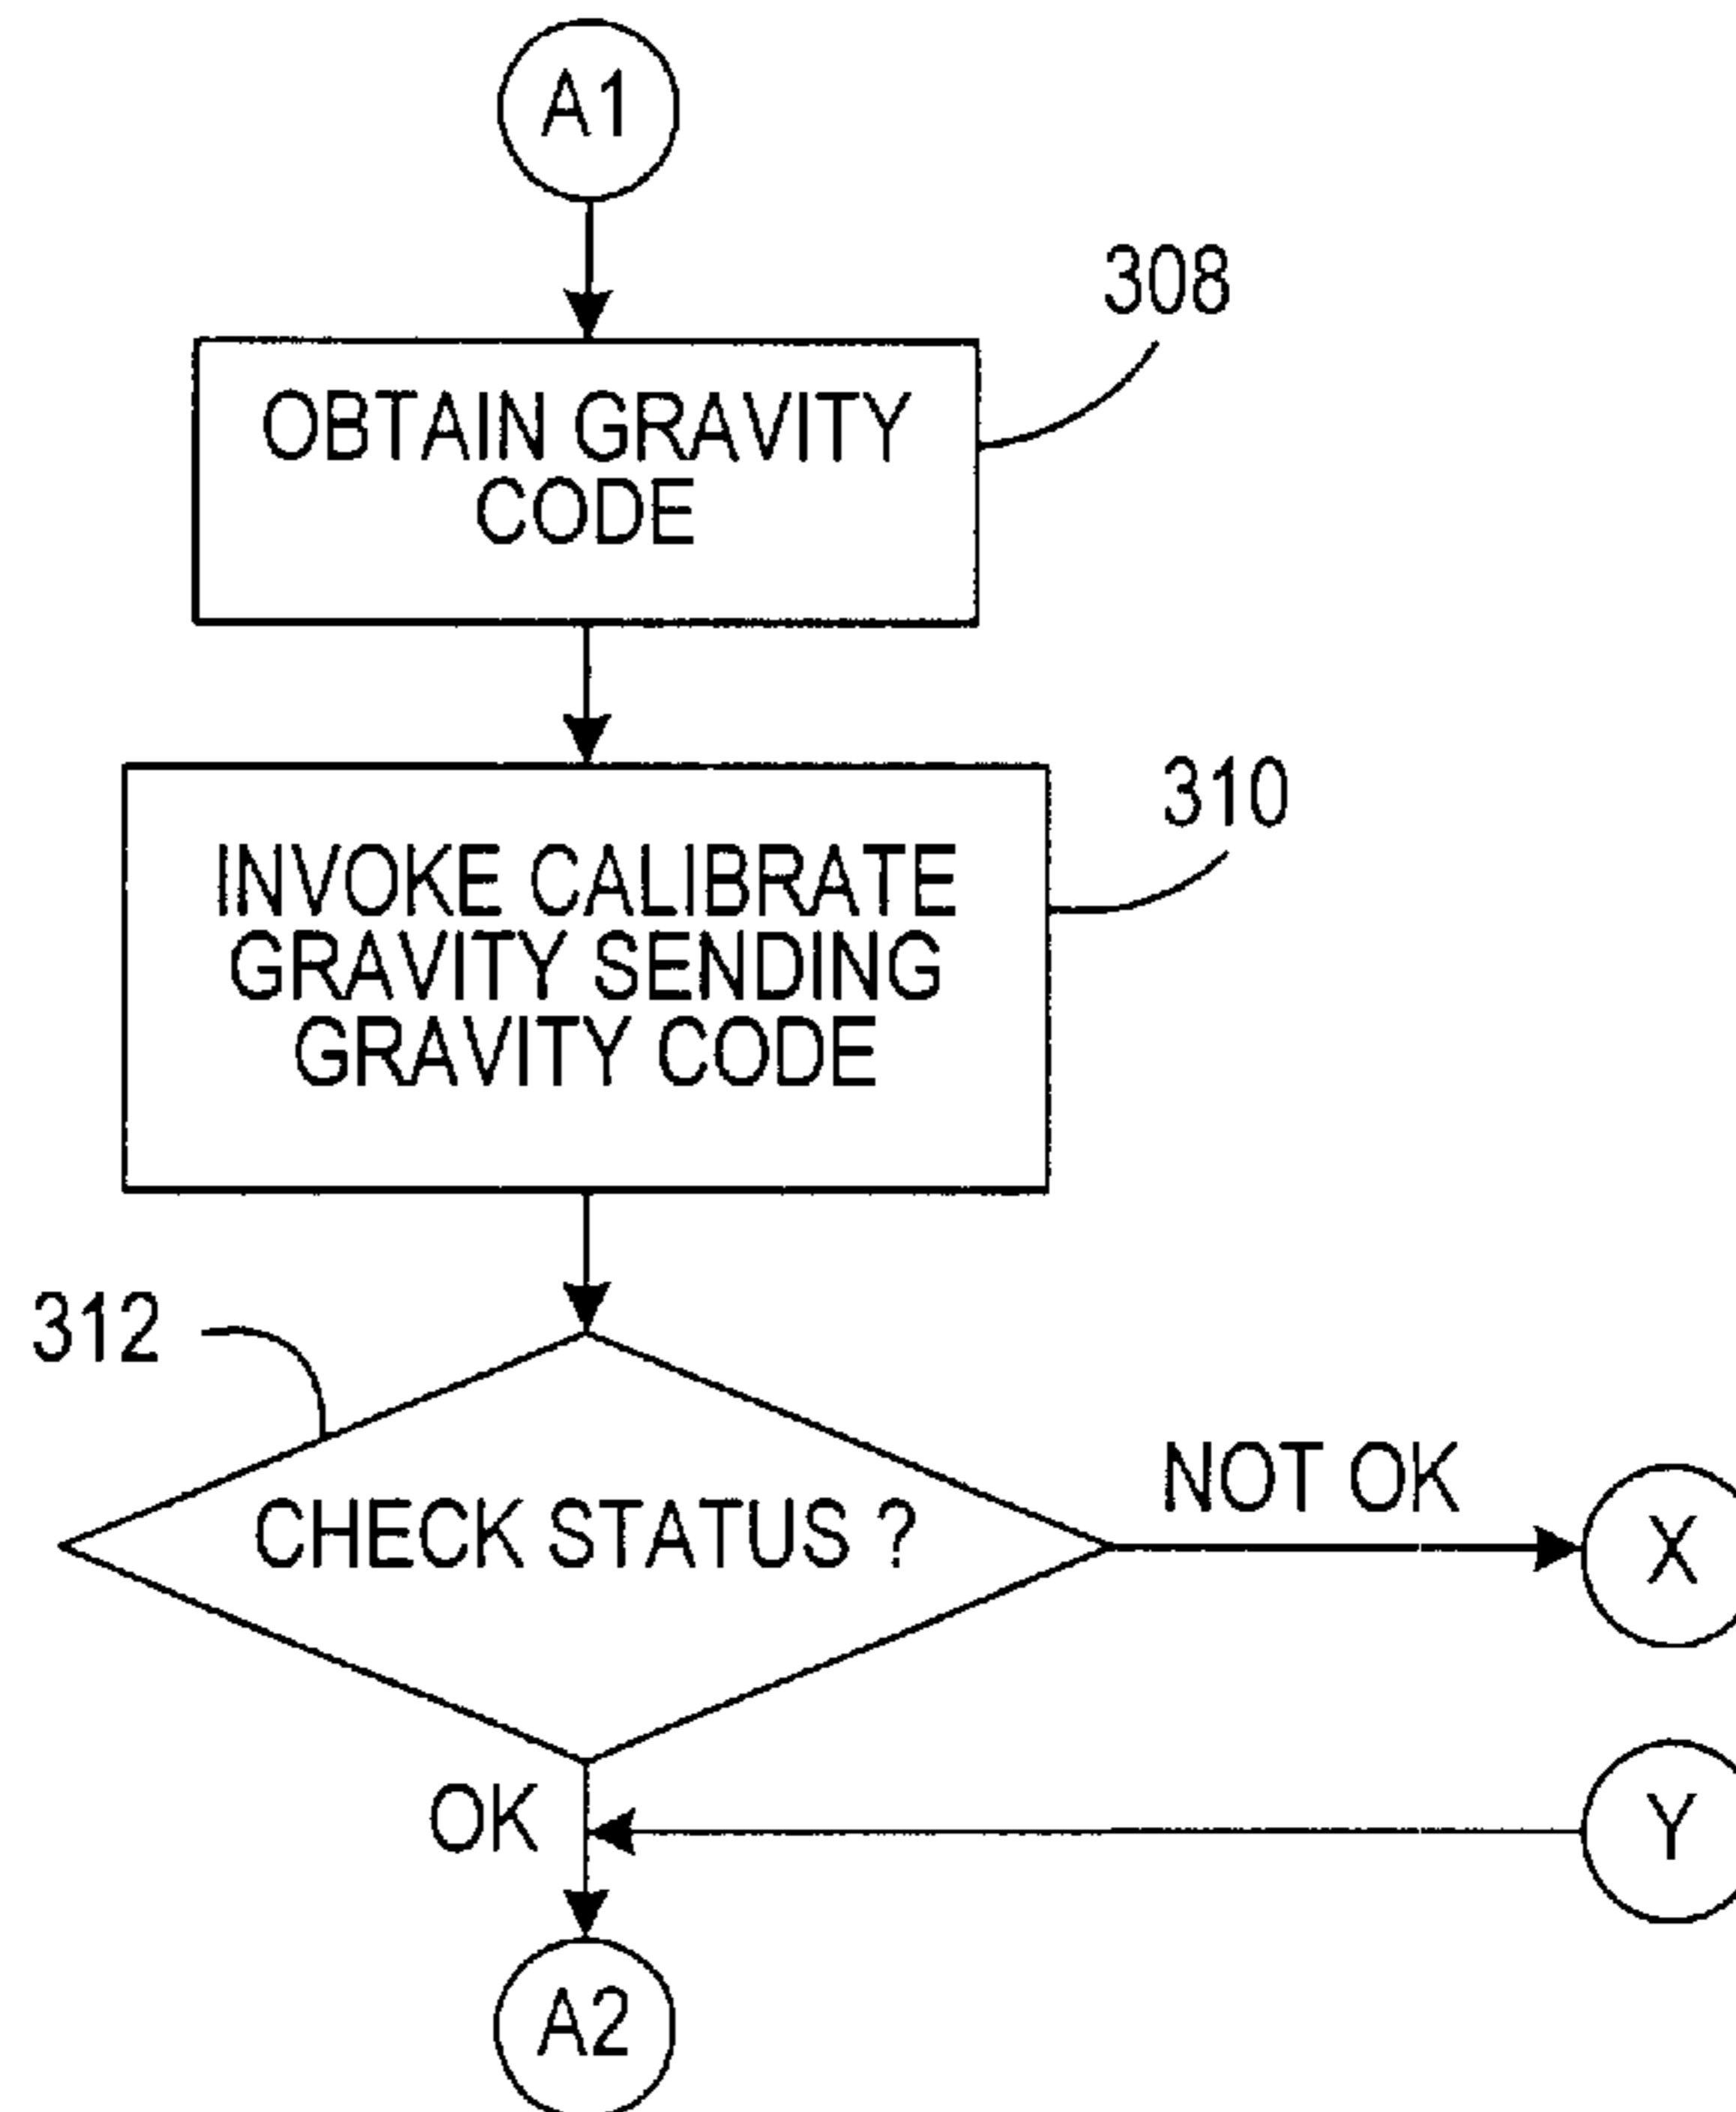 A1
308
OBTAIN GRAVITY
CODE
310
INVOKE CALIBRATE
GRAVITY SENDING
GRAVITY CODE
312
CHECK STATUS ?
NOT OK
X
OK
Y
A2